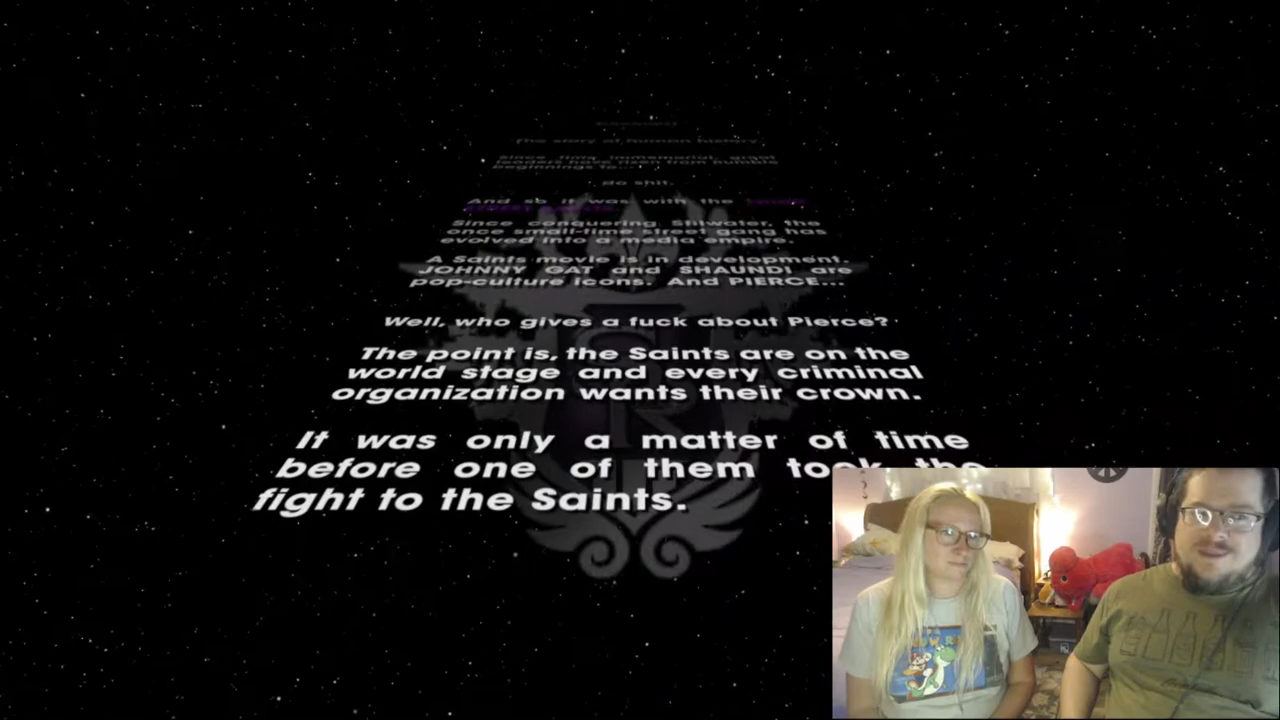 The story of human history
Since time immemorial, great
leaders have risen from humble
beginnings to...
do shit.
And so it was with the
Since conquering Stilwater, the
once small-time street gang has
evolved into a media empire.
A Saints movie is in development.
JOHNNY GAT and SHAUNDI are
pop-culture icons. And PIERCE...
Well, who gives a fuck about Pierce?
The point is, the Saints are on the
world stage and every criminal
organization wants their crown.
It was only a matter of time
before one of them took the
fight to the Saints.